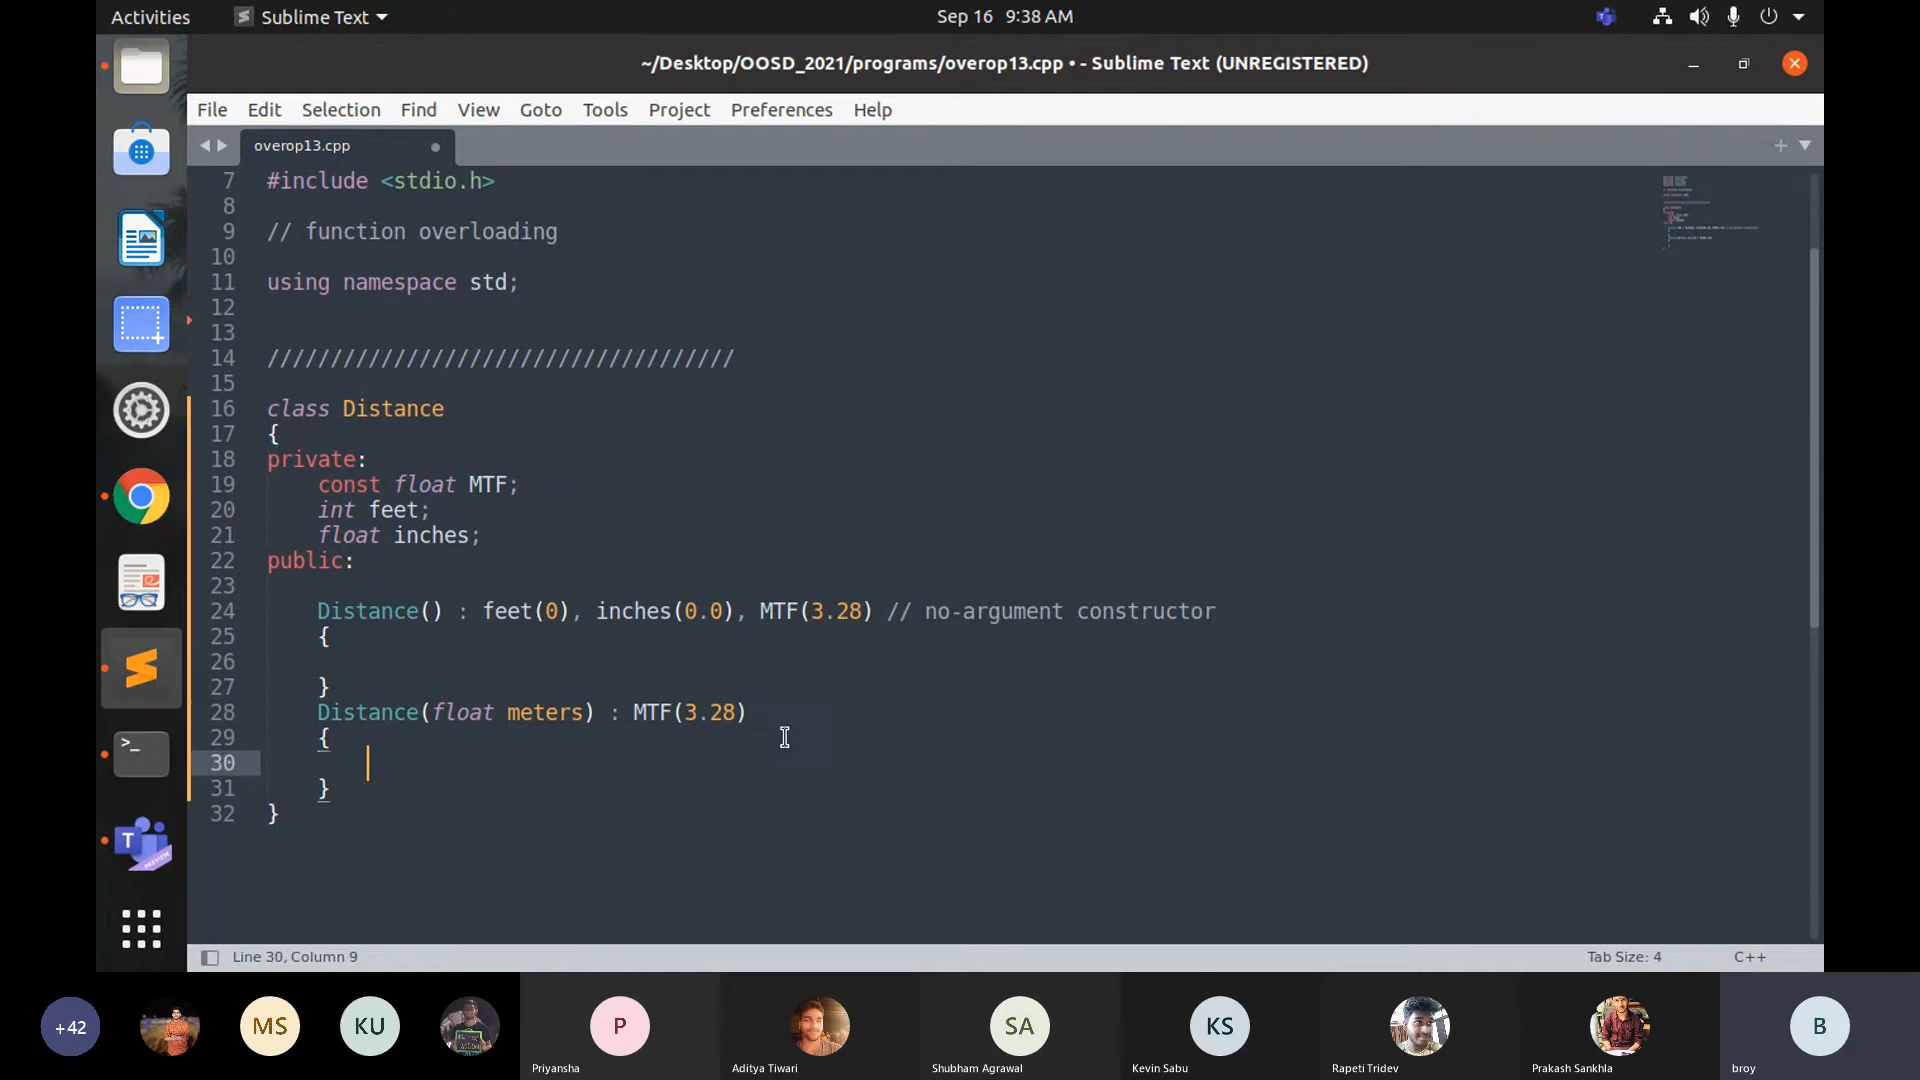 Activities Sublime Text Sep 16 9:38 AM
~/Desktop/OOSD_2021/programs/overop13.cpp • - Sublime Text (UNREGISTERED)
File Edit Selection Find View Goto Tools Project Preferences Help
overop13.cpp
7 #include <stdio.h>
8
9 // function overloading
10
11 using namespace std;
12
13
14 /////////////////////////////////////
15
16 class Distance
17 {
18 private:
19 const float MTF;
20 int feet;
21 float inches;
22 public:
23
24 Distance() : feet(0), inches(0.0), MTF(3.28) // no-argument constructor
25 {
26
27 }
28 Distance(float meters) : MTF(3.28)
29 {
30
31 }
32 }
Line 30, Column 9 Tab Size: 4 C++
+42 MS KU P SA KS B
Priyansha Aditya Tiwari Shubham Agrawal Kevin Sabu Rapeti Tridev Prakash Sankhla broy